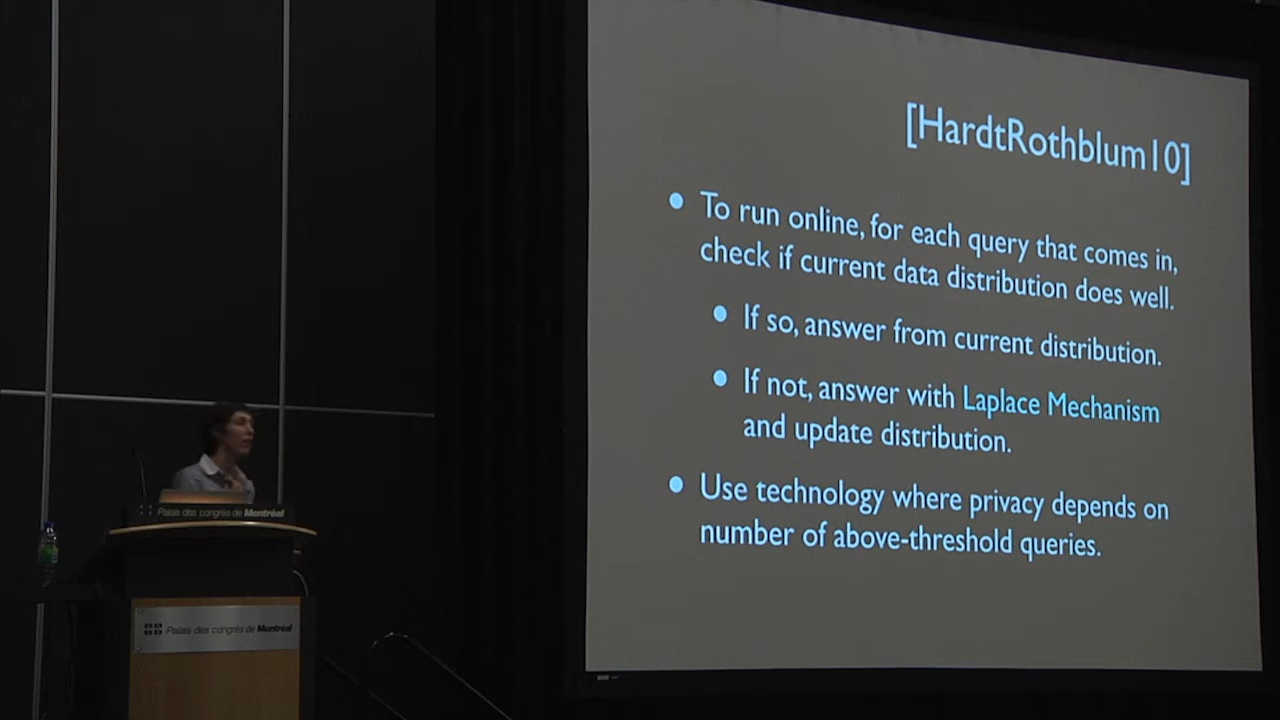 [HardtRothblum10]
• To run online, for each query that comes in,
check if current data distribution does well.
• If so, answer from current distribution.
• If not, answer with Laplace Mechanism
and update distribution.
• Use technology where privacy depends on
number of above-threshold queries.
Palais des congrès de Montréal
Palais des congrès de Montréal